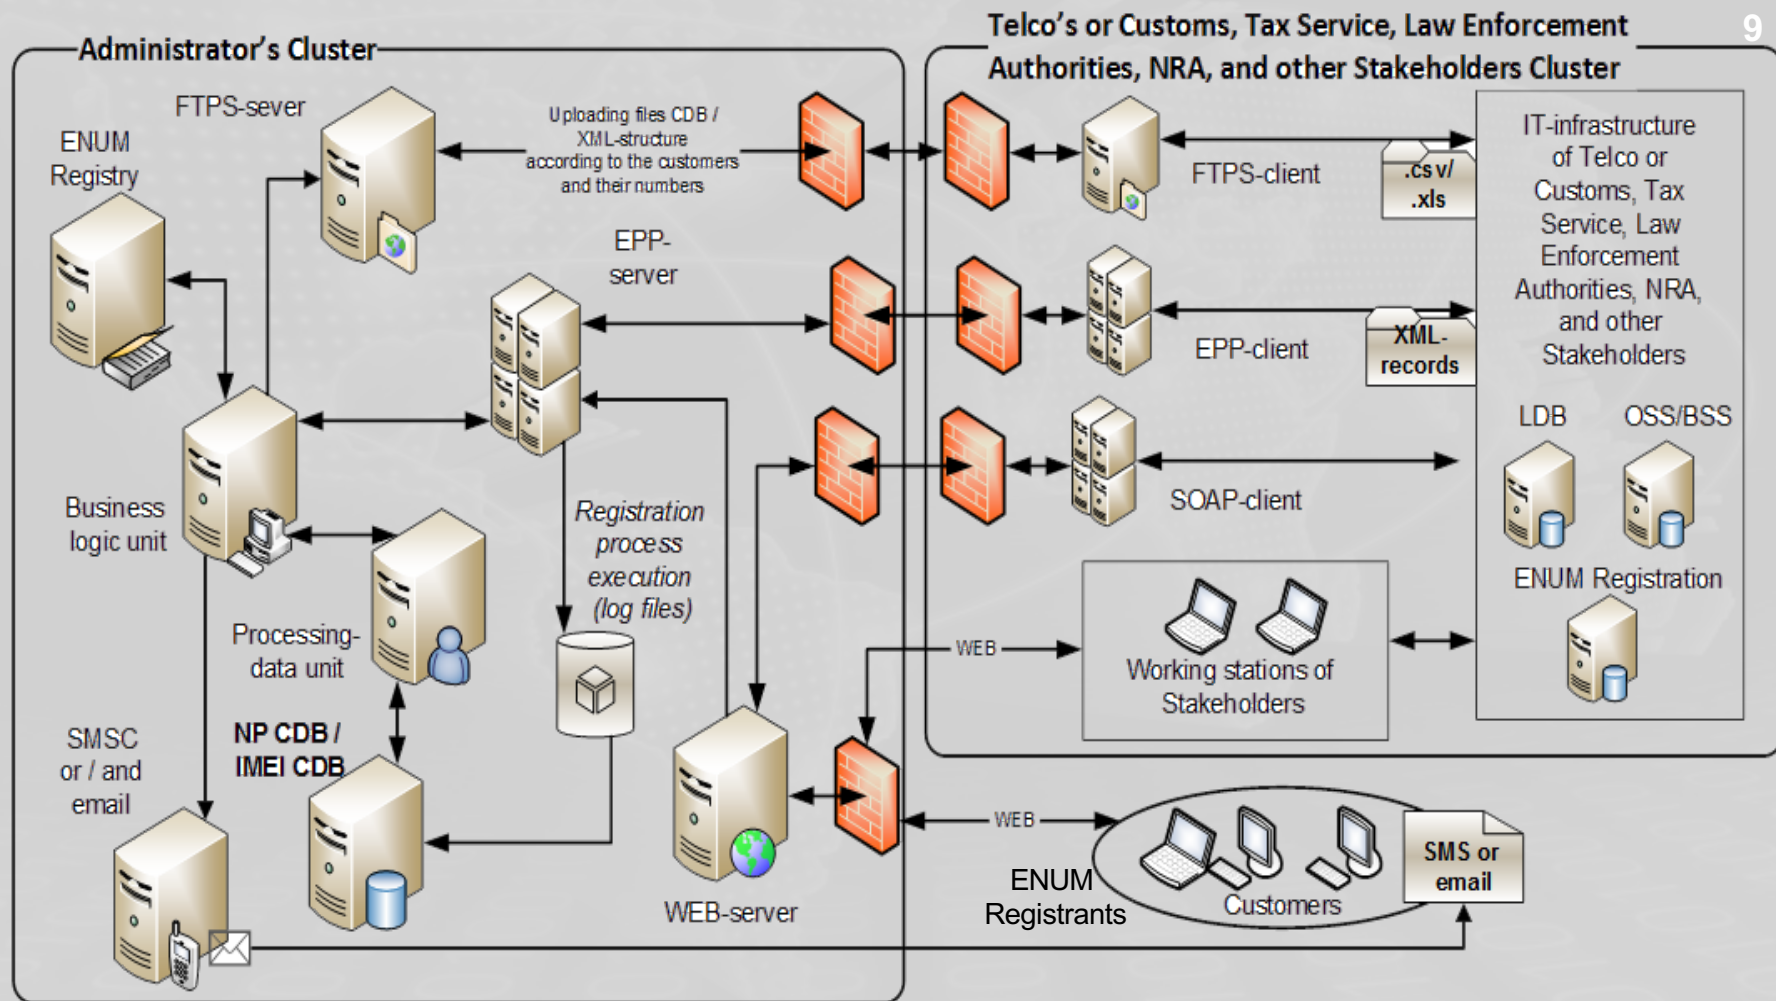 Telco's or Customs, Tax Service, Law Enforcement
Authorities, NRA, and other Stakeholders Cluster
9
Administrator's Cluster
FTPS-sever
ENUM
Registry
Uploading files CDB /
XML-structure
according to the customers
and their numbers
EPP-
server
Business
logic unit
Processing-
data unit
Registration
process
execution
(log files)
NP CDB /
IMEI CDB
SMSC
or / and
email
WEB-server
FTPS-client
.csv/
.xls
EPP-client
XML-
records
SOAP-client
IT-infrastructure
of Telco or
Customs, Tax
Service, Law
Enforcement
Authorities, NRA,
and other
Stakeholders
LDB
OSS/BSS
ENUM Registration
WEB
Working stations of
Stakeholders
WEB
ENUM
Registrants
Customers
SMS or
email